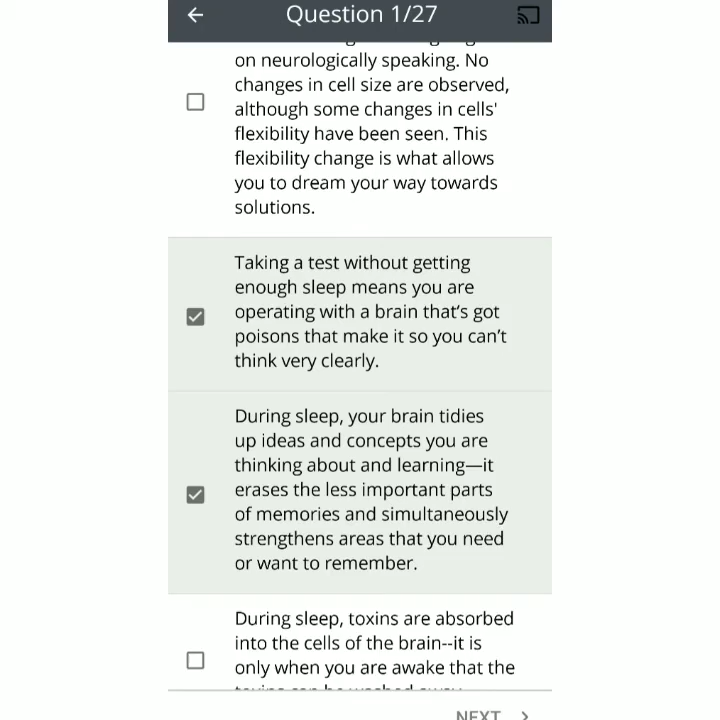 Question 1/27
on neurologically speaking. No
changes in cell size are observed,
although some changes in cells'
flexibility have been seen. This
flexibility change is what allows
you to dream your way towards
solutions.
Taking a test without getting
enough sleep means you are
operating with a brain that’s got
poisons that make it so you can’t
think very clearly.
During sleep, your brain tidies
up ideas and concepts you are
thinking about and learning—it
erases the less important parts
of memories and simultaneously
strengthens areas that you need
or want to remember.
During sleep, toxins are absorbed
into the cells of the brain--it is
only when you are awake that the
NEXT